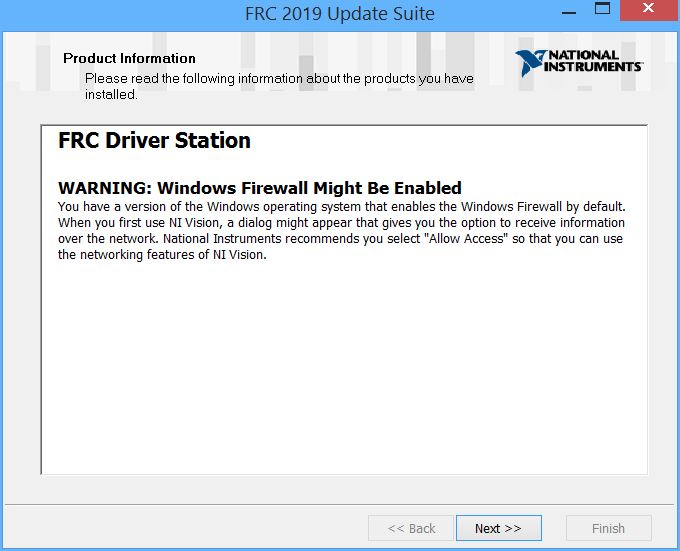 FRC 2019 Update Suite
Product Information
Please read the following information about the products you have
installed.
NATIONAL
INSTRUMENTS
FRC Driver Station
WARNING: Windows Firewall Might Be Enabled
You have a version of the Windows operating system that enables the Windows Firewall by default.
When you first use NI Vision, a dialog might appear that gives you the option to receive information
over the network. National Instruments recommends you select "Allow Access" so that you can use
the networking features of NI Vision.
<< Back
Next >>
Finish